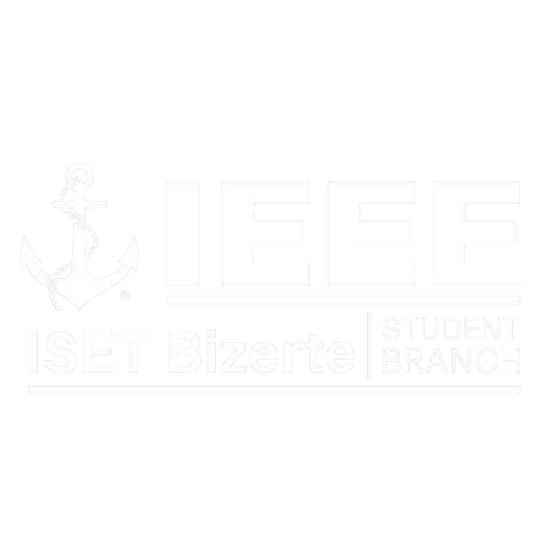 IEEE
®
ISET Bizerte
STUDENT
BRANCH